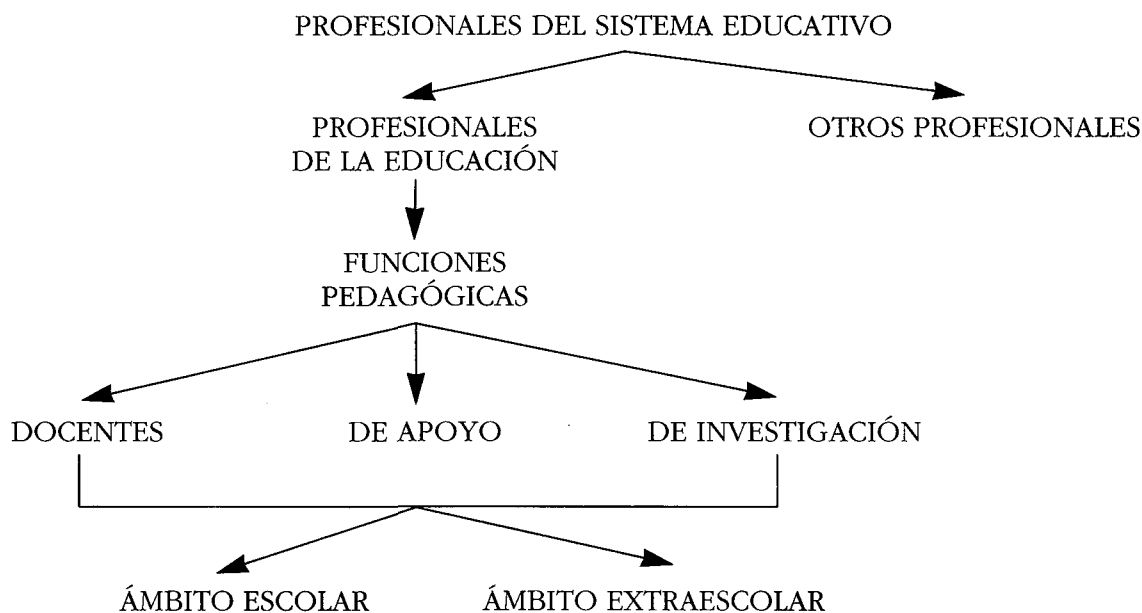 PROFESIONALES DEL SISTEMA EDUCATIVO
PROFESIONALES
DE LA EDUCACIÓN
OTROS PROFESIONALES
FUNCIONES
PEDAGÓGICAS
DOCENTES
DE APOYO
DE INVESTIGACIÓN
ÁMBITO ESCOLAR
ÁMBITO EXTRAESCOLAR